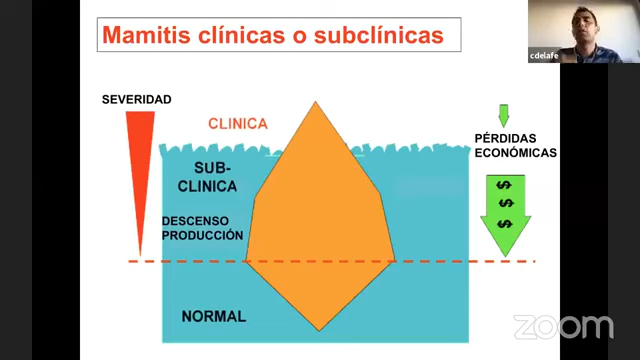 Mamitis clínicas o subclínicas
cdelafe
SEVERIDAD
CLINICA
PÉRDIDAS
ECONÓMICAS
SUB-
CLINICA
$
$
$
DESCENSO
PRODUCCIÓN
NORMAL
zoom